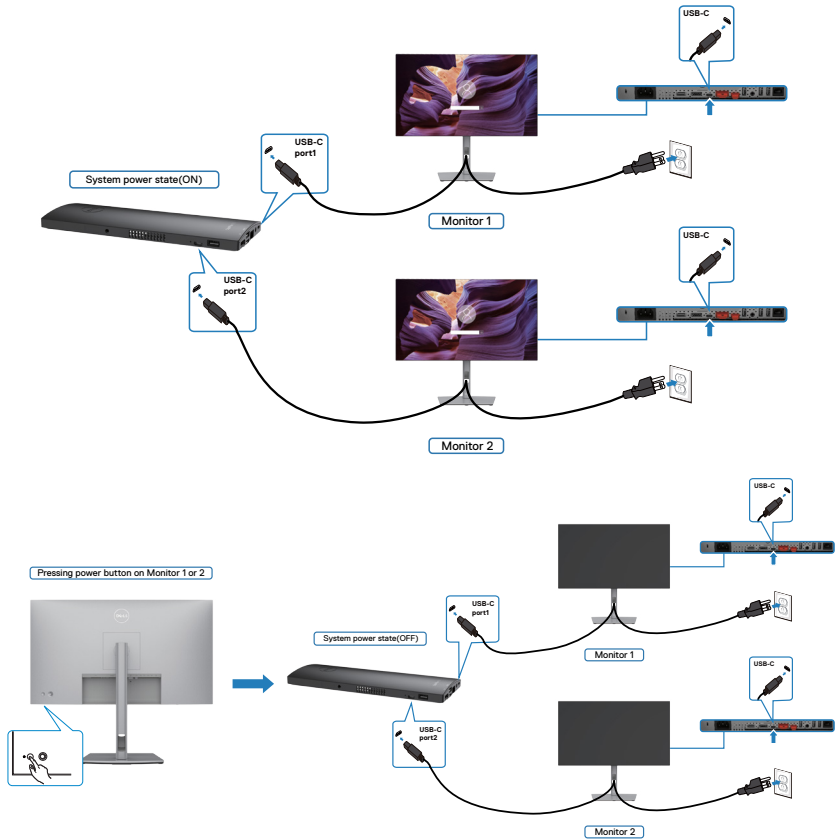 USB-C
USB-C
port1
System power state(ON)
Monitor 1
USB-C
USB-C
port2
Monitor 2
USB-C
Pressing power button on Monitor 1 or 2
USB-C
port1
System power state(OFF)
Monitor 1
USB-C
USB-C
port2
Monitor 2